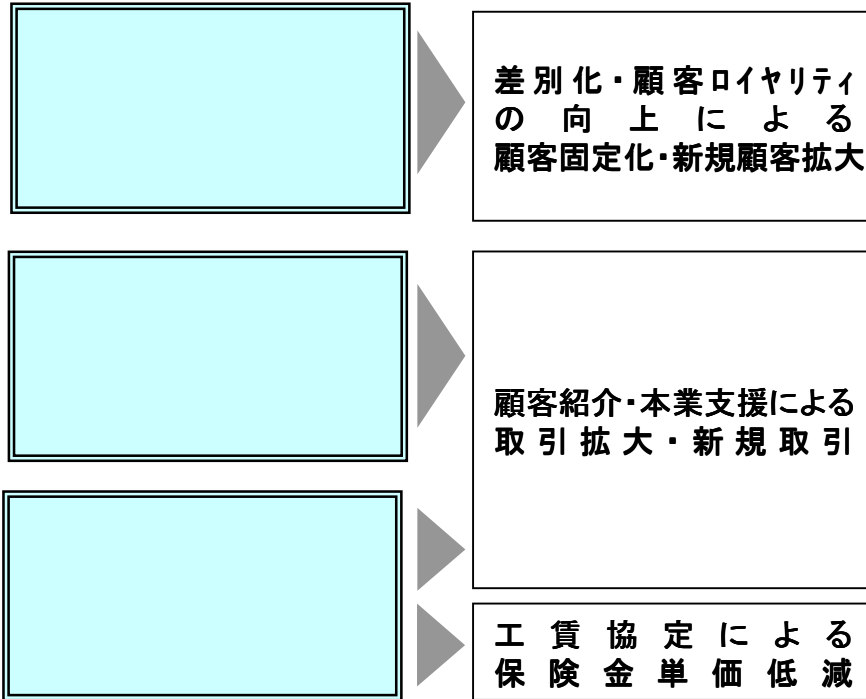 差別化・顧客ロイヤリティ
の向上による
顧客固定化・新規顧客拡大
顧客紹介・本業支援による
取引拡大・新規取引
工賃協定による
保険金単価低減